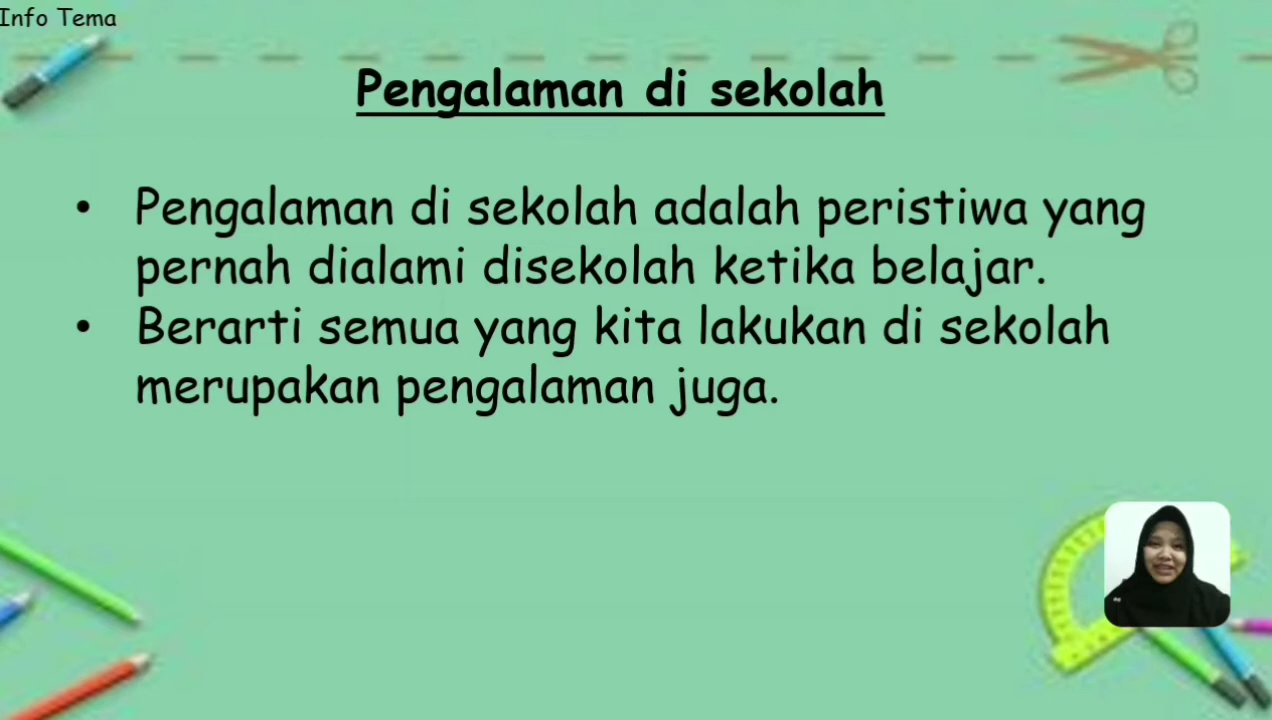 Info Tema
Pengalaman di sekolah
• Pengalaman di sekolah adalah peristiwa yang
pernah dialami disekolah ketika belajar.
• Berarti semua yang kita lakukan di sekolah
merupakan pengalaman juga.